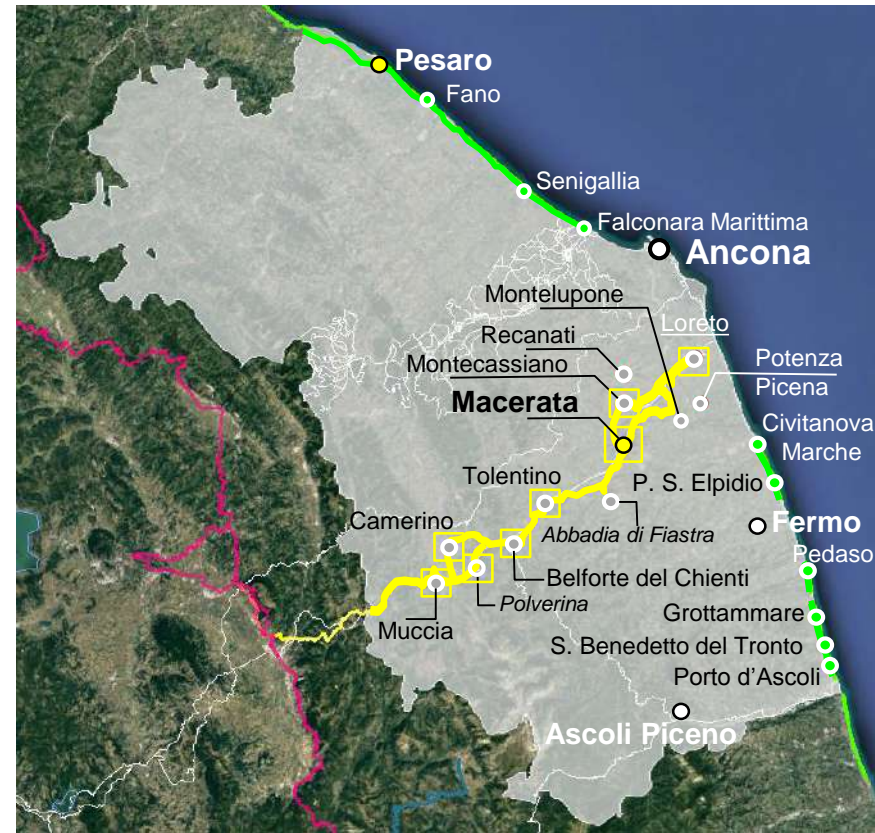 Pesaro
Fano
Senigallia
Falconara Marittima
Ancona
Montelupone
Loreto
Recanati
Potenza
Picena
Montecassiano
Macerata
Civitanova
Marche
Tolentino
P. S. Elpidio
Camerino
Abbadia di Fiastra
Fermo
Pedaso
Belforte del Chienti
Polverina
Grottammare
Muccia
S. Benedetto del Tronto
Porto d'Ascoli
Ascoli Piceno